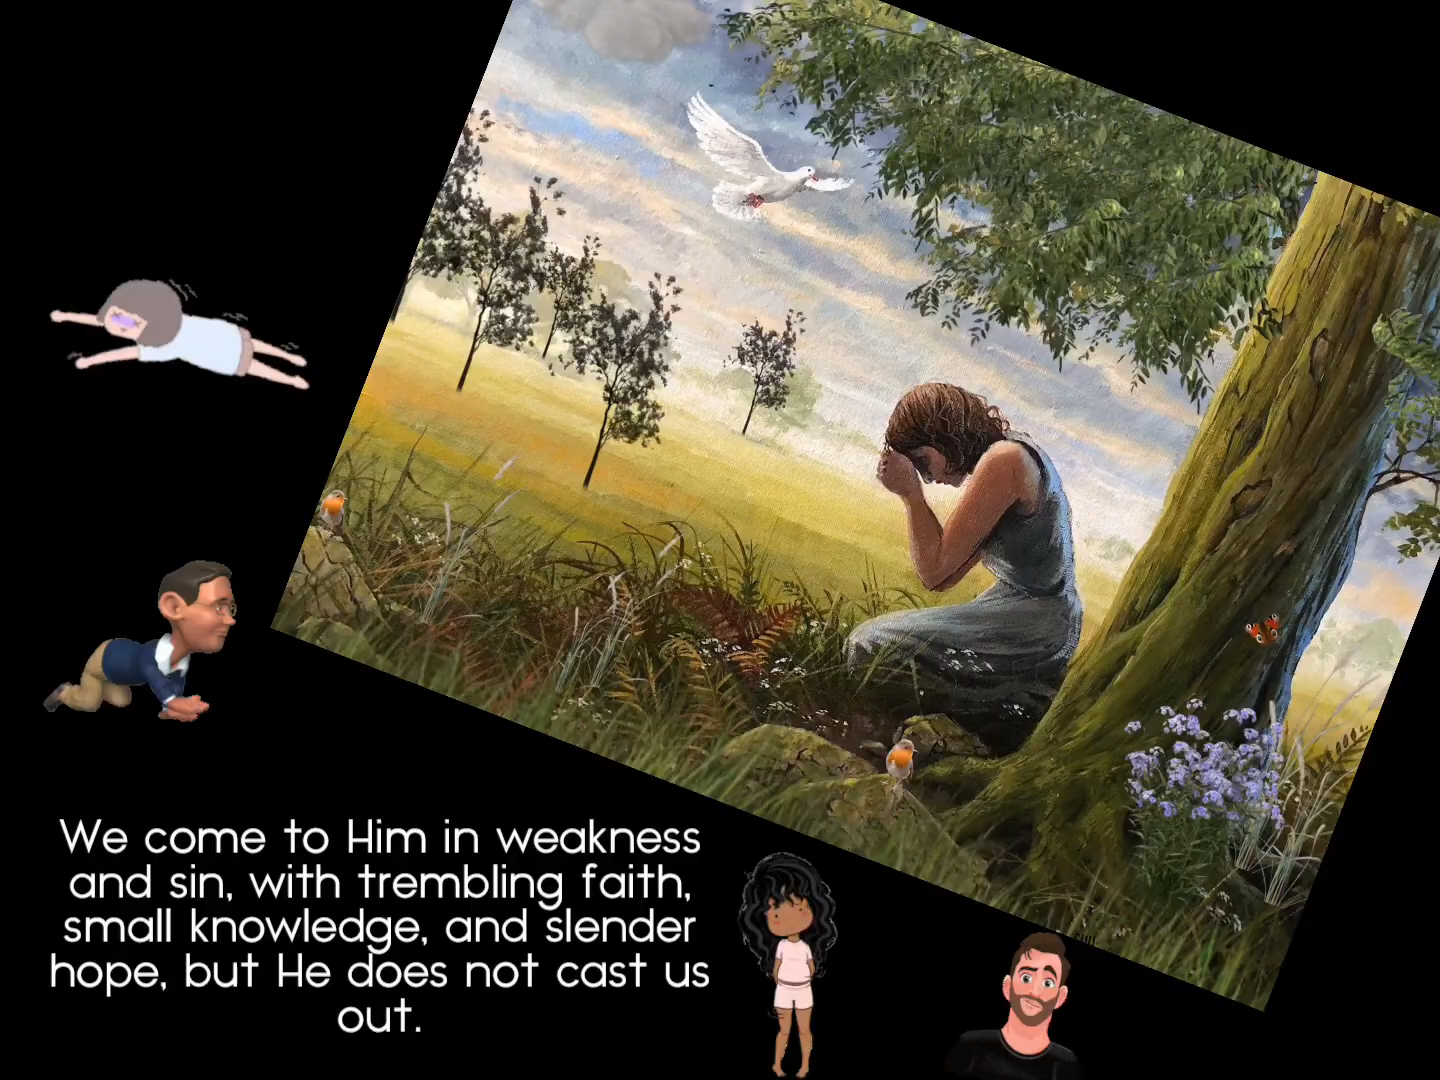 We come to Him in weakness
and sin, with trembling faith,
small knowledge, and slender
hope, but He does not cast us
out.